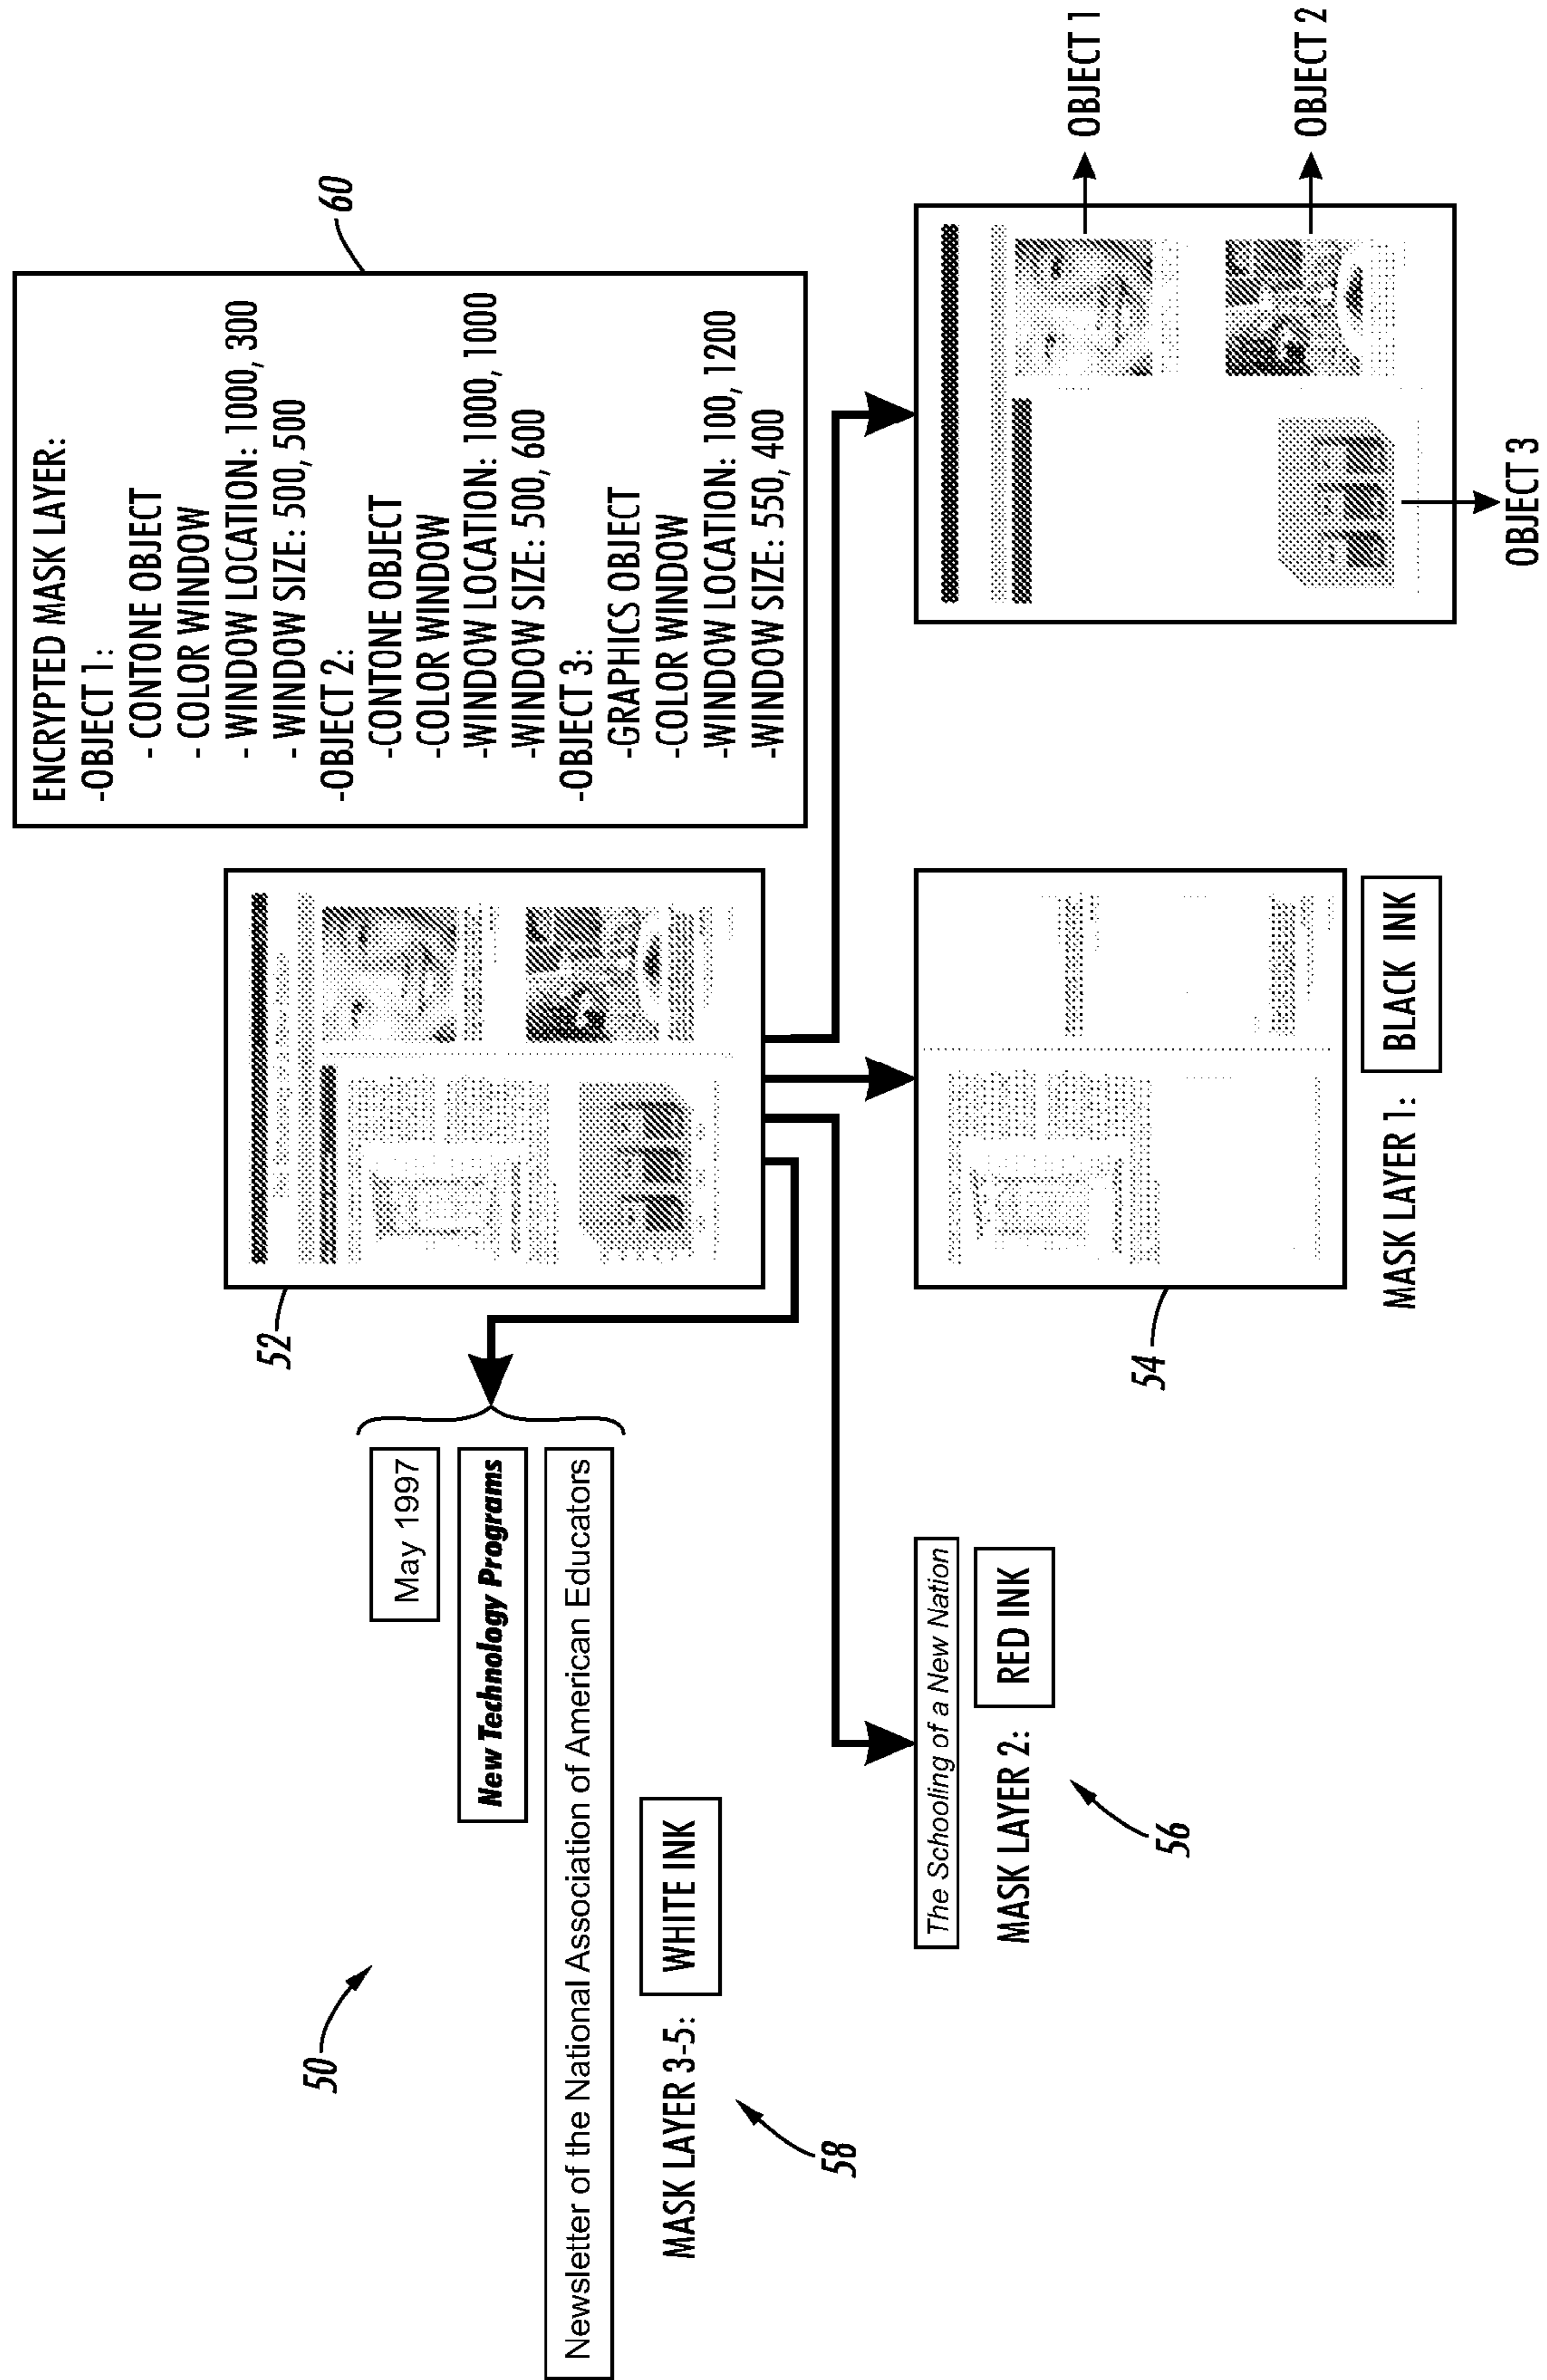 50
May 1997
New Technology Programs
Newsletter of the National Association of American Educators
MASK LAYER 3-5:
WHITE INK
58
52
ENCRYPTED MASK LAYER:
-OBJECT 1:
- CONTONE OBJECT
- COLOR WINDOW
- WINDOW LOCATION: 1000, 300
- WINDOW SIZE: 500, 500
-OBJECT 2:
-CONTONE OBJECT
-COLOR WINDOW
-WINDOW LOCATION: 1000, 1000
-WINDOW SIZE: 500, 600
-OBJECT 3:
-GRAPHICS OBJECT
-COLOR WINDOW
-WINDOW LOCATION: 100, 1200
-WINDOW SIZE: 550, 400
60
The Schooling of a New Nation
MASK LAYER 2:
RED INK
56
54
MASK LAYER 1:
BLACK INK
OBJECT 1
OBJECT 2
OBJECT 3